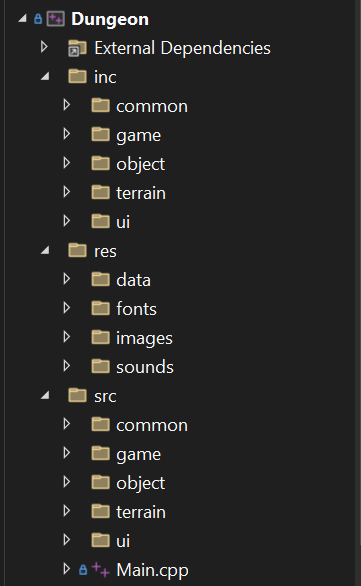 Dungeon
External Dependencies
inc
common
game
object
terrain
ui
res
data
fonts
images
sounds
src
common
game
object
terrain
ui
Main.cpp